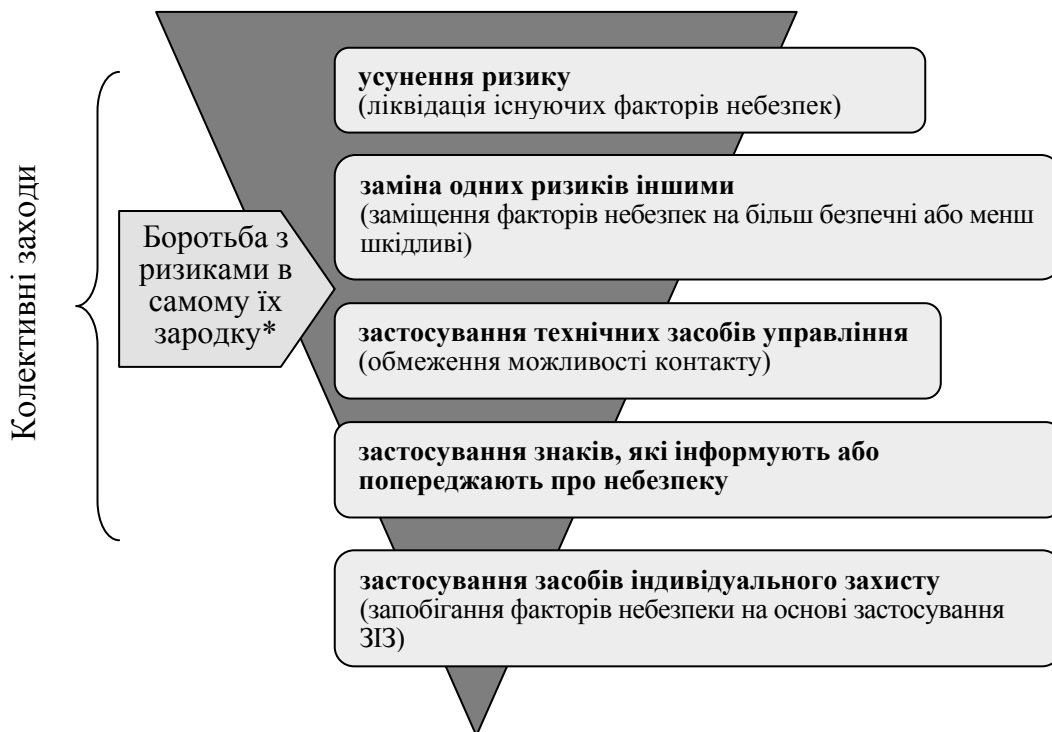 Колективні заходи
Боротьба з
ризиками в
самому їх
зародку*
усунення ризику
(ліквідація існуючих факторів небезпек)
заміна одних ризиків іншими
(заміщення факторів небезпек на більш безпечні або менш
шкідливі)
застосування технічних засобів управління
(обмеження можливості контакту)
застосування знаків, які інформують або
попереджають про небезпеку
застосування засобів індивідуального захисту
(запобігання факторів небезпеки на основі застосування
ЗІЗ)